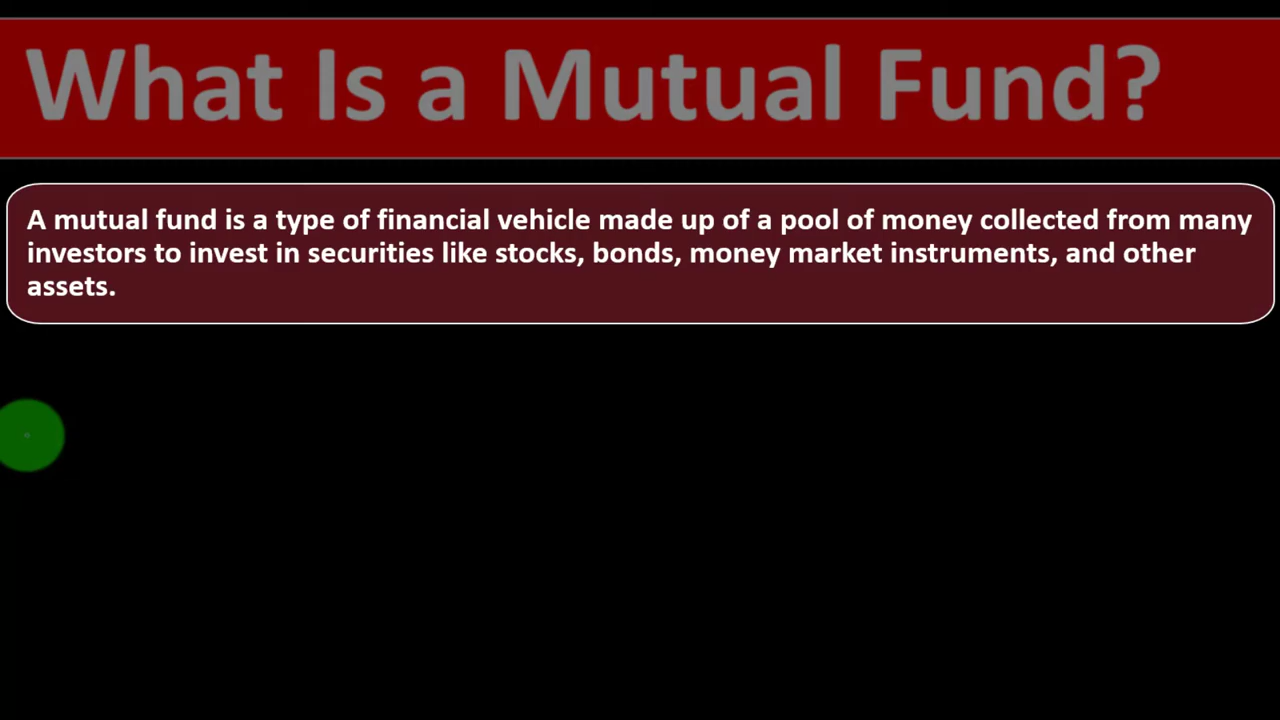 What Is a Mutual Fund?
A mutual fund is a type of financial vehicle made up of a pool of money collected from many
investors to invest in securities like stocks, bonds, money market instruments, and other
assets.